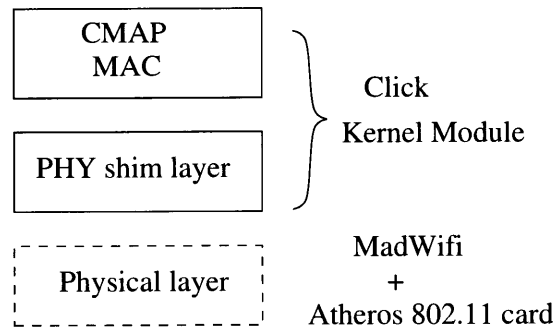 CMAP
MAC
Click
Kernel Module
PHY shim layer
Physical layer
MadWifi
+
Atheros 802.11 card